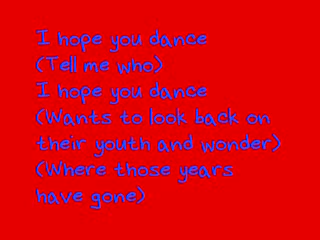 I hope you dance
(Tell me who)
I hope you dance
(Wants to look back on
their youth and wonder)
(Where those years
have gone)